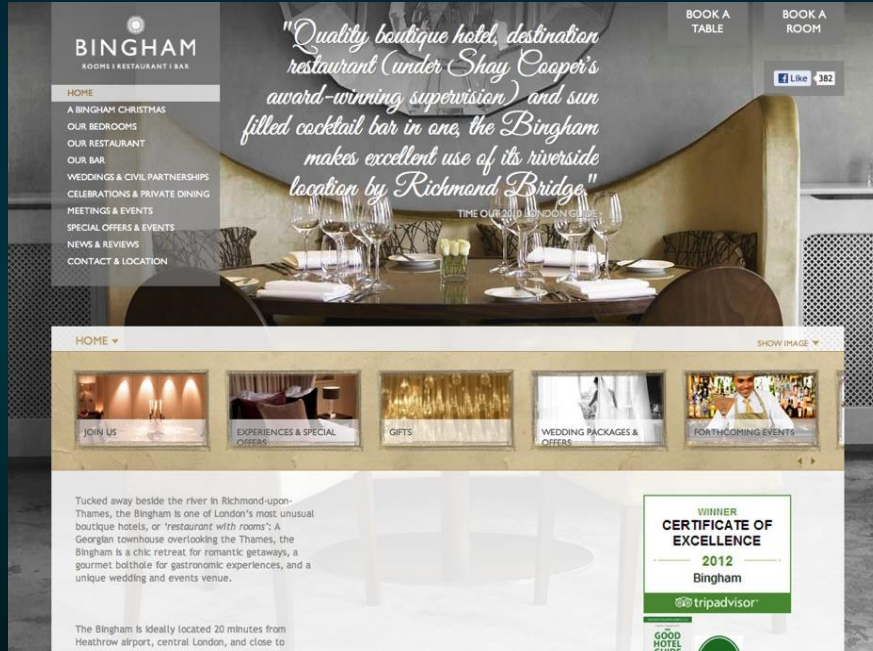 BINGHAM
ROOMS | RESTAURANT | BAR
HOME
A BINGHAM CHRISTMAS
OUR BEDROOMS
OUR RESTAURANT
OUR BAR
WEDDINGS & CIVIL PARTNERSHIPS
CELEBRATIONS & PRIVATE DINING
MEETINGS & EVENTS
SPECIAL OFFERS & EVENTS
NEWS & REVIEWS
CONTACT & LOCATION
"Quality boutique hotel, destination
restaurant (under Shay Cooper's
award-winning supervision) and sun
filled cocktail bar in one, the Bingham
makes excellent use of its riverside
location by Richmond Bridge."
TIME OUT 2010 LONDON GUIDE
BOOK A
TABLE
BOOK A
ROOM
Like 382
HOME
SHOW IMAGE
JOIN US
EXPERIENCES & SPECIAL
OFFERS
GIFTS
WEDDING PACKAGES &
OFFERS
FORTHCOMING EVENTS
Tucked away beside the river in Richmond-upon-
Thames, the Bingham is one of London's most unusual
boutique hotels, or 'restaurant with rooms': A
Georgian townhouse overlooking the Thames, the
Bingham is a chic retreat for romantic getaways, a
gourmet bolthole for gastronomic experiences, and a
unique wedding and events venue.
The Bingham is ideally located 20 minutes from
Heathrow airport, central London, and close to
WINNER
CERTIFICATE OF
EXCELLENCE
2012
Bingham
tripadvisor
GOOD
HOTEL
GUIDE